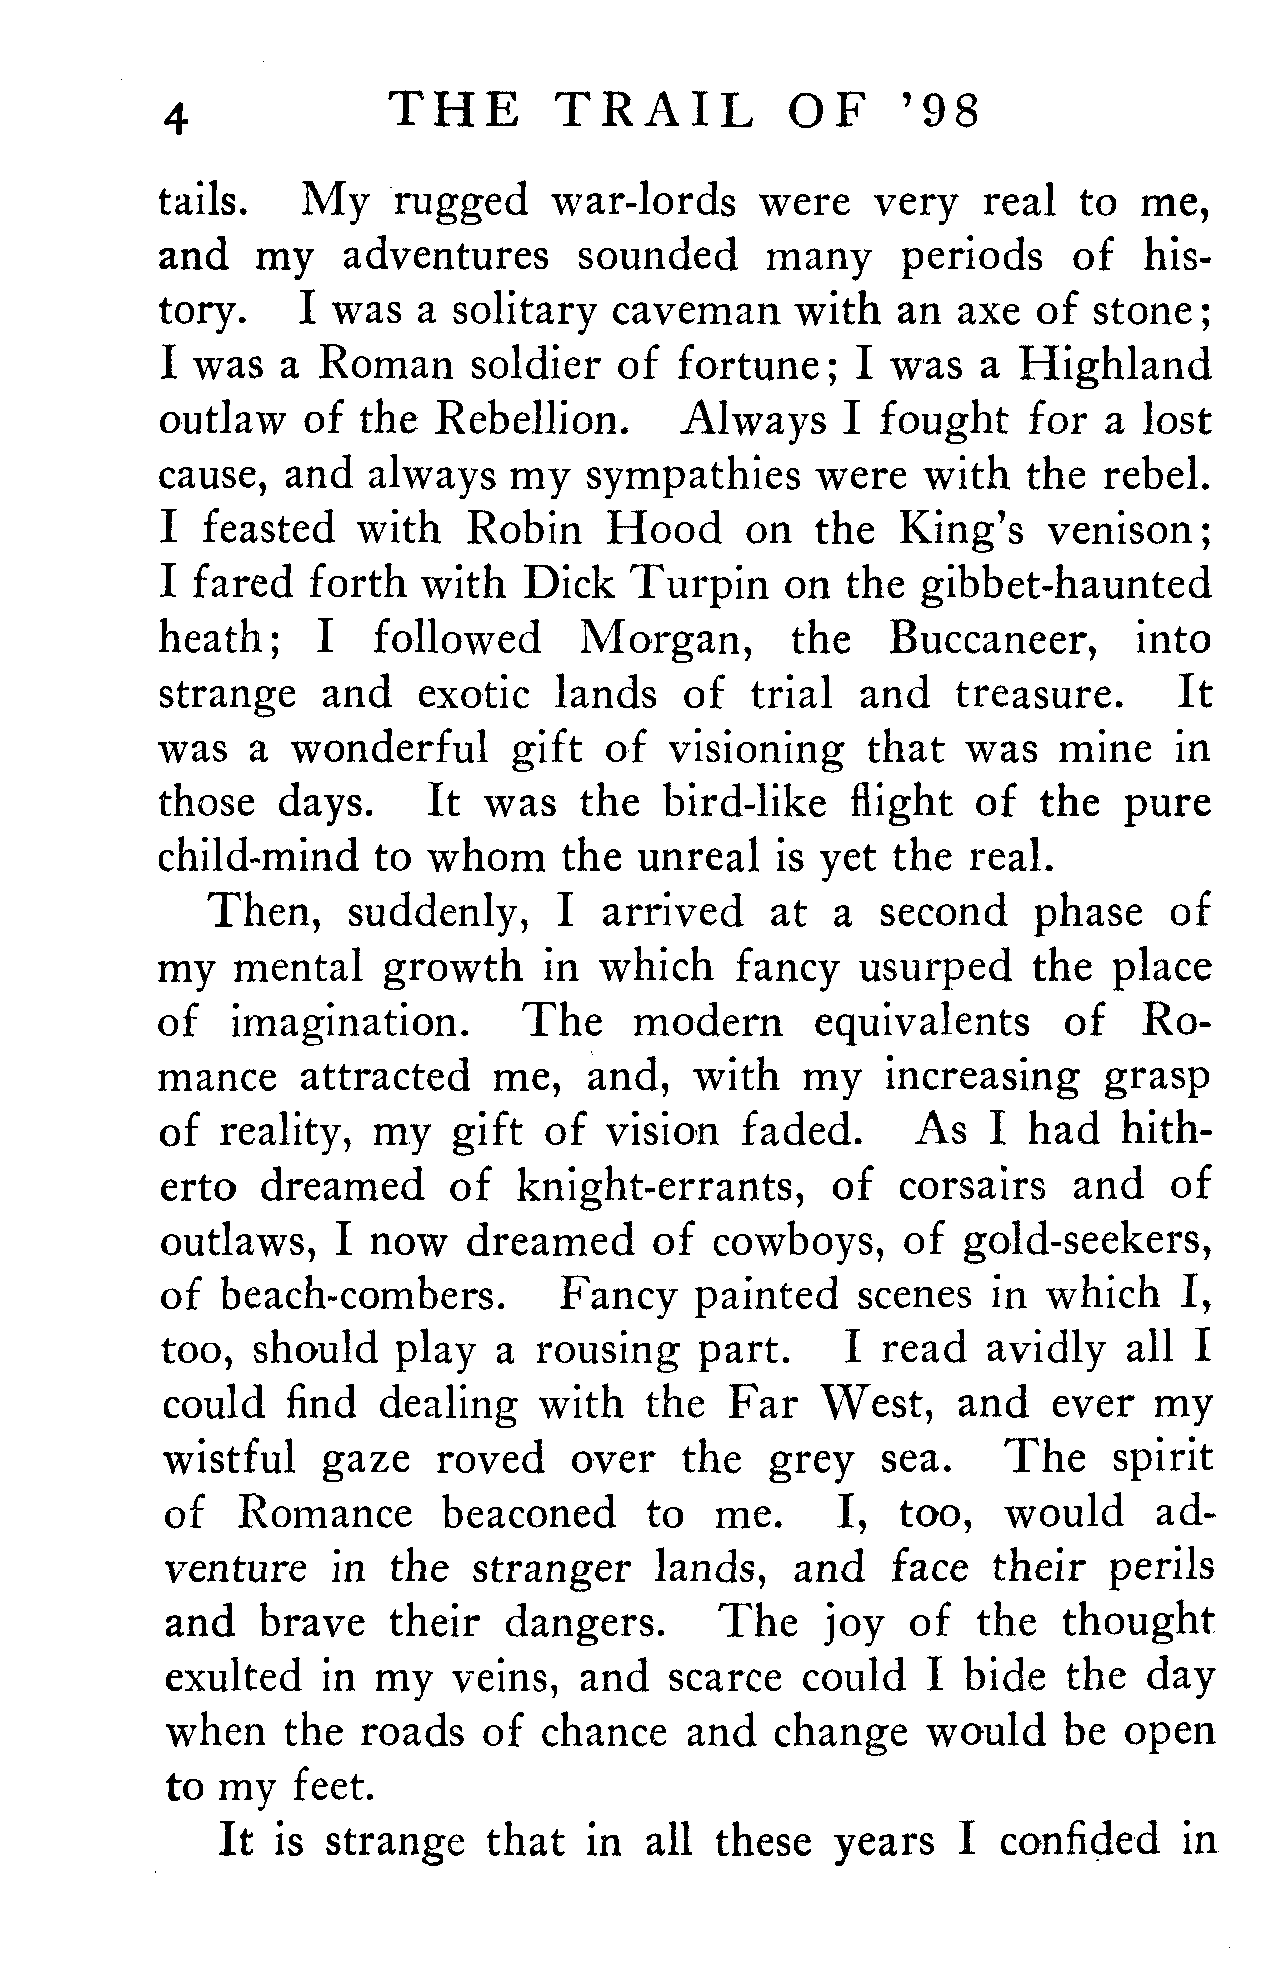 4 THE TRAIL OF '98
tails. My rugged war-lords were very real to me,
and my adventures sounded many periods of his-
tory. I was a solitary caveman with an axe of stone;
I was a Roman soldier of fortune; I was a Highland
outlaw of the Rebellion. Always I fought for a lost
cause, and always my sympathies were with the rebel.
I feasted with Robin Hood on the King's venison;
I fared forth with Dick Turpin on the gibbet-haunted
heath; I followed Morgan, the Buccaneer, into
strange and exotic lands of trial and treasure. It
was a wonderful gift of visioning that was mine in
those days. It was the bird-like flight of the pure
child-mind to whom the unreal is yet the real.
Then, suddenly, I arrived at a second phase of
my mental growth in which fancy usurped the place
of imagination. The modern equivalents of Ro-
mance attracted me, and, with my increasing grasp
of reality, my gift of vision faded. As I had hith-
erto dreamed of knight-errants, of corsairs and of
outlaws, I now dreamed of cowboys, of gold-seekers,
of beach-combers. Fancy painted scenes in which I,
too, should play a rousing part. I read avidly all I
could find dealing with the Far West, and ever my
wistful gaze roved over the grey sea. The spirit
of Romance beaconed to me. I, too, would ad-
venture in the stranger lands, and face their perils
and brave their dangers. The joy of the thought
exulted in my veins, and scarce could I bide the day
when the roads of chance and change would be open
to my feet.
It is strange that in all these years I confided in